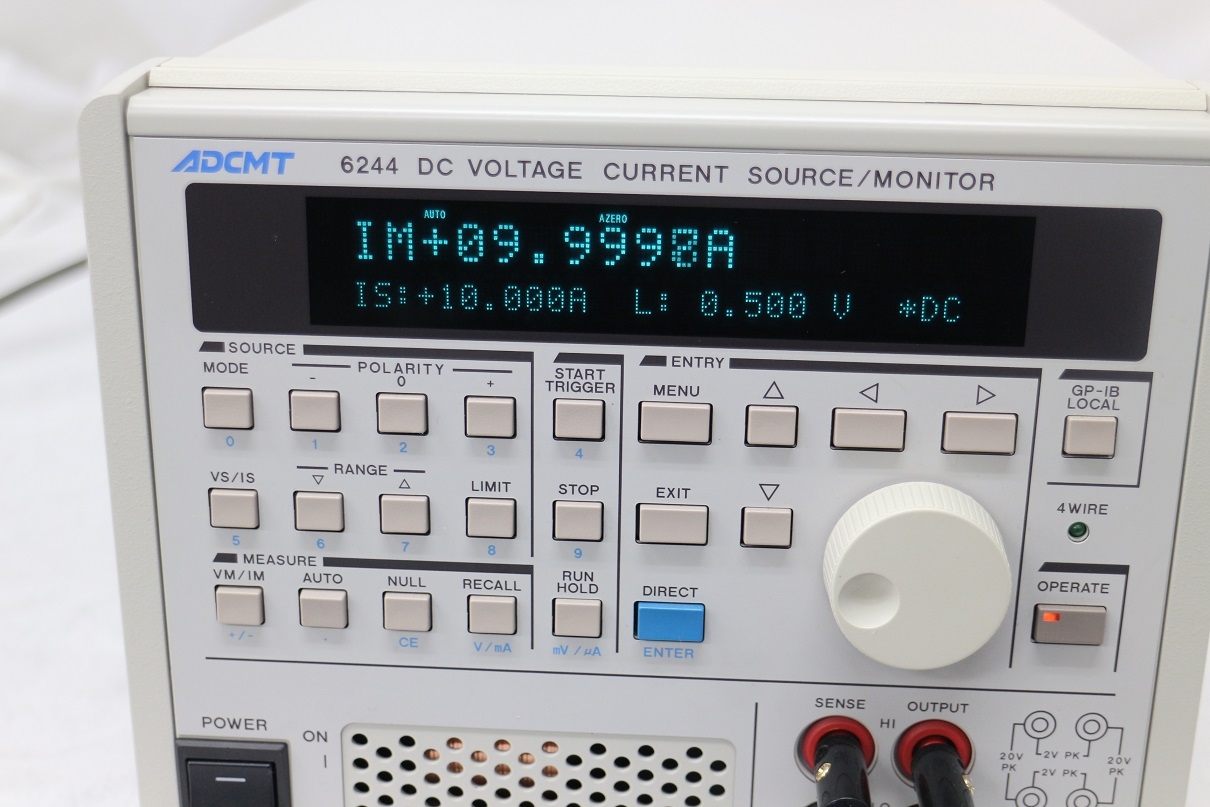 ADCMT 6244 DC VOLTAGE CURRENT SOURCE/MONITOR
AUTO AZERO
IM+09.9998A
IS:+10.000A L: 0.500 V *DC
SOURCE
MODE
POLARITY
- 0 +
0 1 2 3
START
TRIGGER
4
ENTRY
MENU △ ◁ ▷
GP-IB
LOCAL
VS/IS
RANGE
▽ △
LIMIT
5 6 7 8
STOP
9
EXIT ▽
4WIRE
MEASURE
VM/IM AUTO NULL RECALL
+/- . CE V/mA
RUN
HOLD
mV/μA
DIRECT
ENTER
OPERATE
POWER
ON
I
SENSE HI OUTPUT
20V
PK
2V PK
20V
PK
2V PK